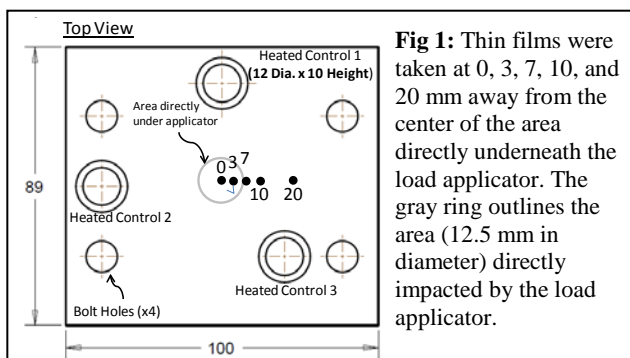 Top View
Heated Control 1
(12 Dia. x 10 Height)
Area directly
under applicator
0 3 7
10 20
89
Heated Control 2
Heated Control 3
Bolt Holes (x4)
100
Fig 1: Thin films were
taken at 0, 3, 7, 10, and
20 mm away from the
center of the area
directly underneath the
load applicator. The
gray ring outlines the
area (12.5 mm in
diameter) directly
impacted by the load
applicator.